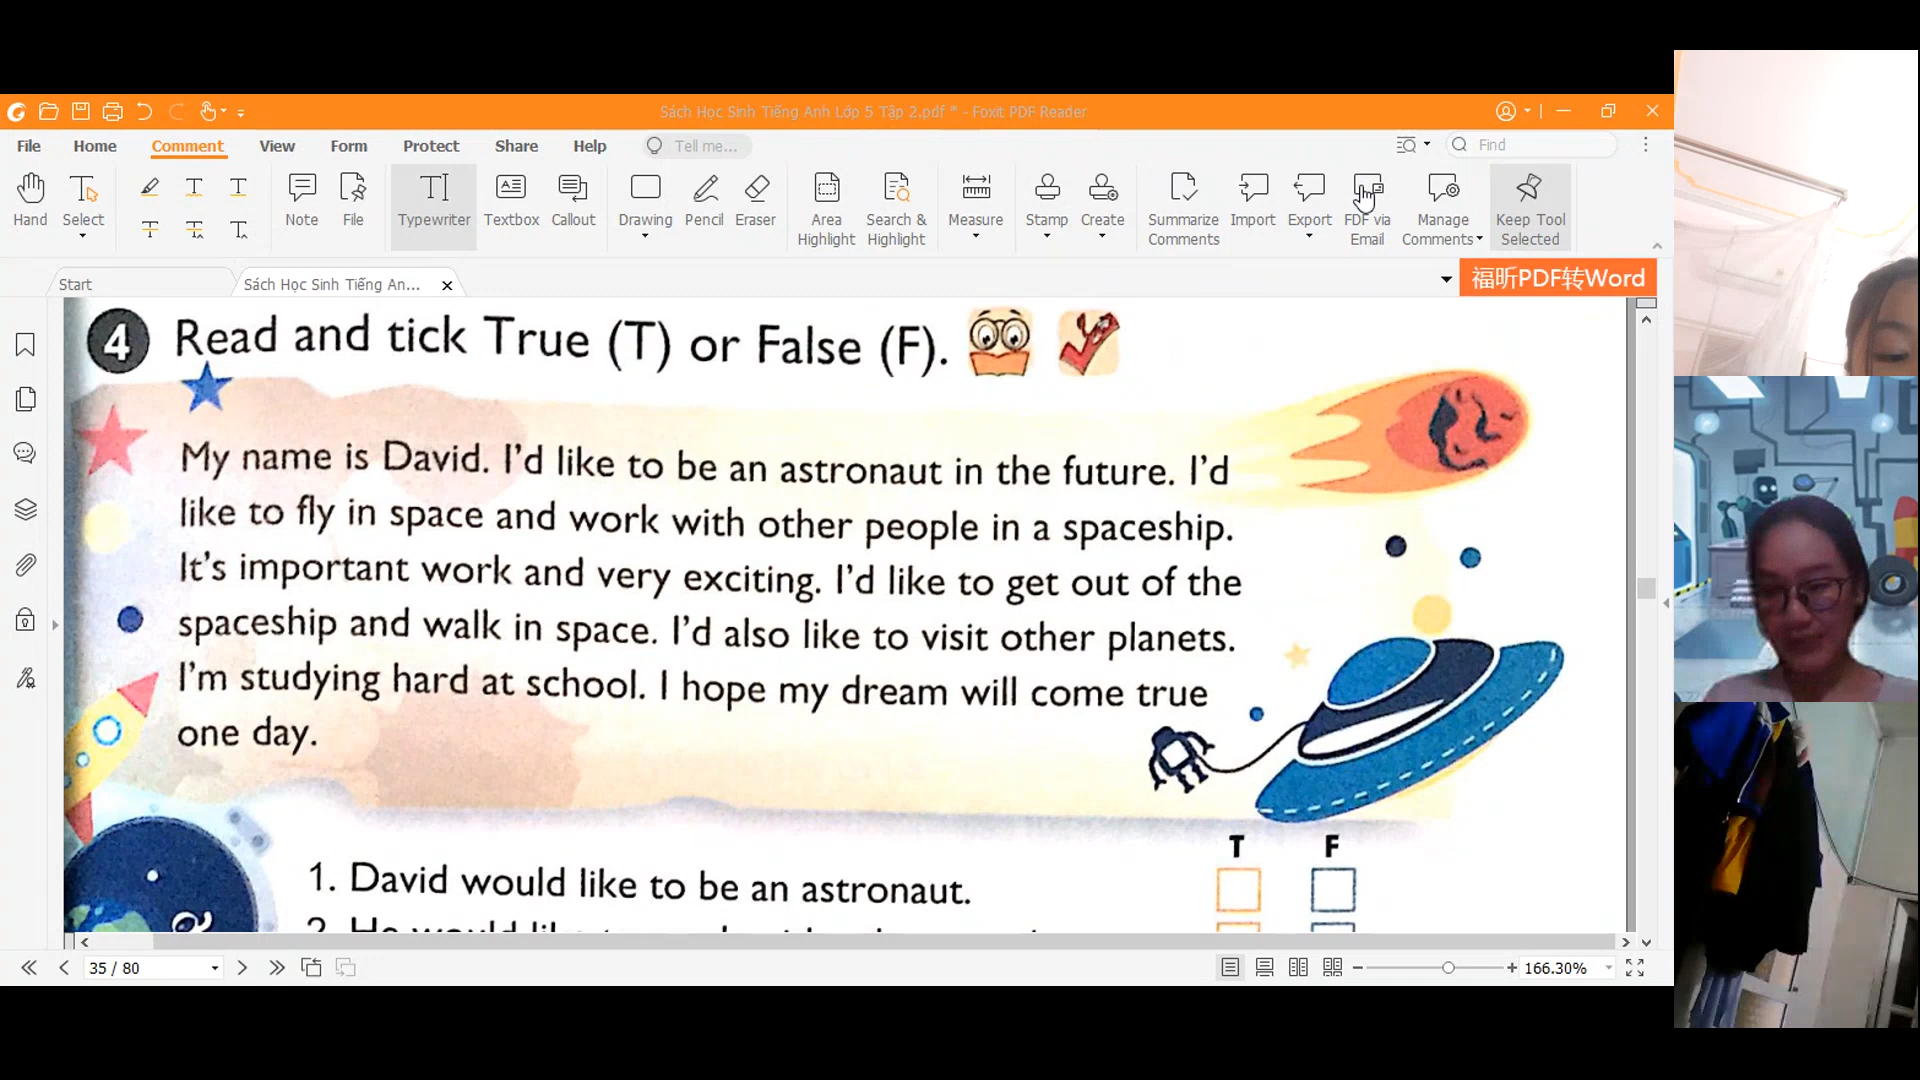 Sách Học Sinh Tiếng Anh Lớp 5 Tập 2.pdf * - Foxit PDF Reader
File Home Comment View Form Protect Share Help Tell me... Find
Hand Select Note File Typewriter Textbox Callout Drawing Pencil Eraser Area Highlight Search & Highlight Measure Stamp Create Summarize Comments Import Export FDF via Email Manage Comments Keep Tool Selected
Start Sách Học Sinh Tiếng An... 福昕PDF转Word
4 Read and tick True (T) or False (F).
My name is David. I'd like to be an astronaut in the future. I'd
like to fly in space and work with other people in a spaceship.
It's important work and very exciting. I'd like to get out of the
spaceship and walk in space. I'd also like to visit other planets.
I'm studying hard at school. I hope my dream will come true
one day.
T F
1. David would like to be an astronaut.
35 / 80 166.30%